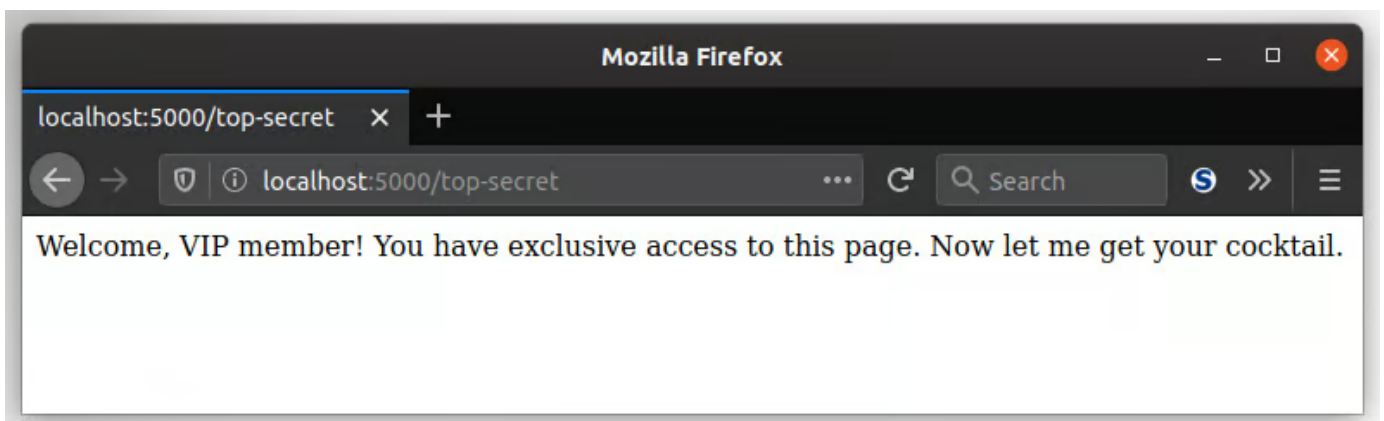 Mozilla Firefox
localhost:5000/top-secret
localhost:5000/top-secret
Search
S
Welcome, VIP member! You have exclusive access to this page. Now let me get your cocktail.